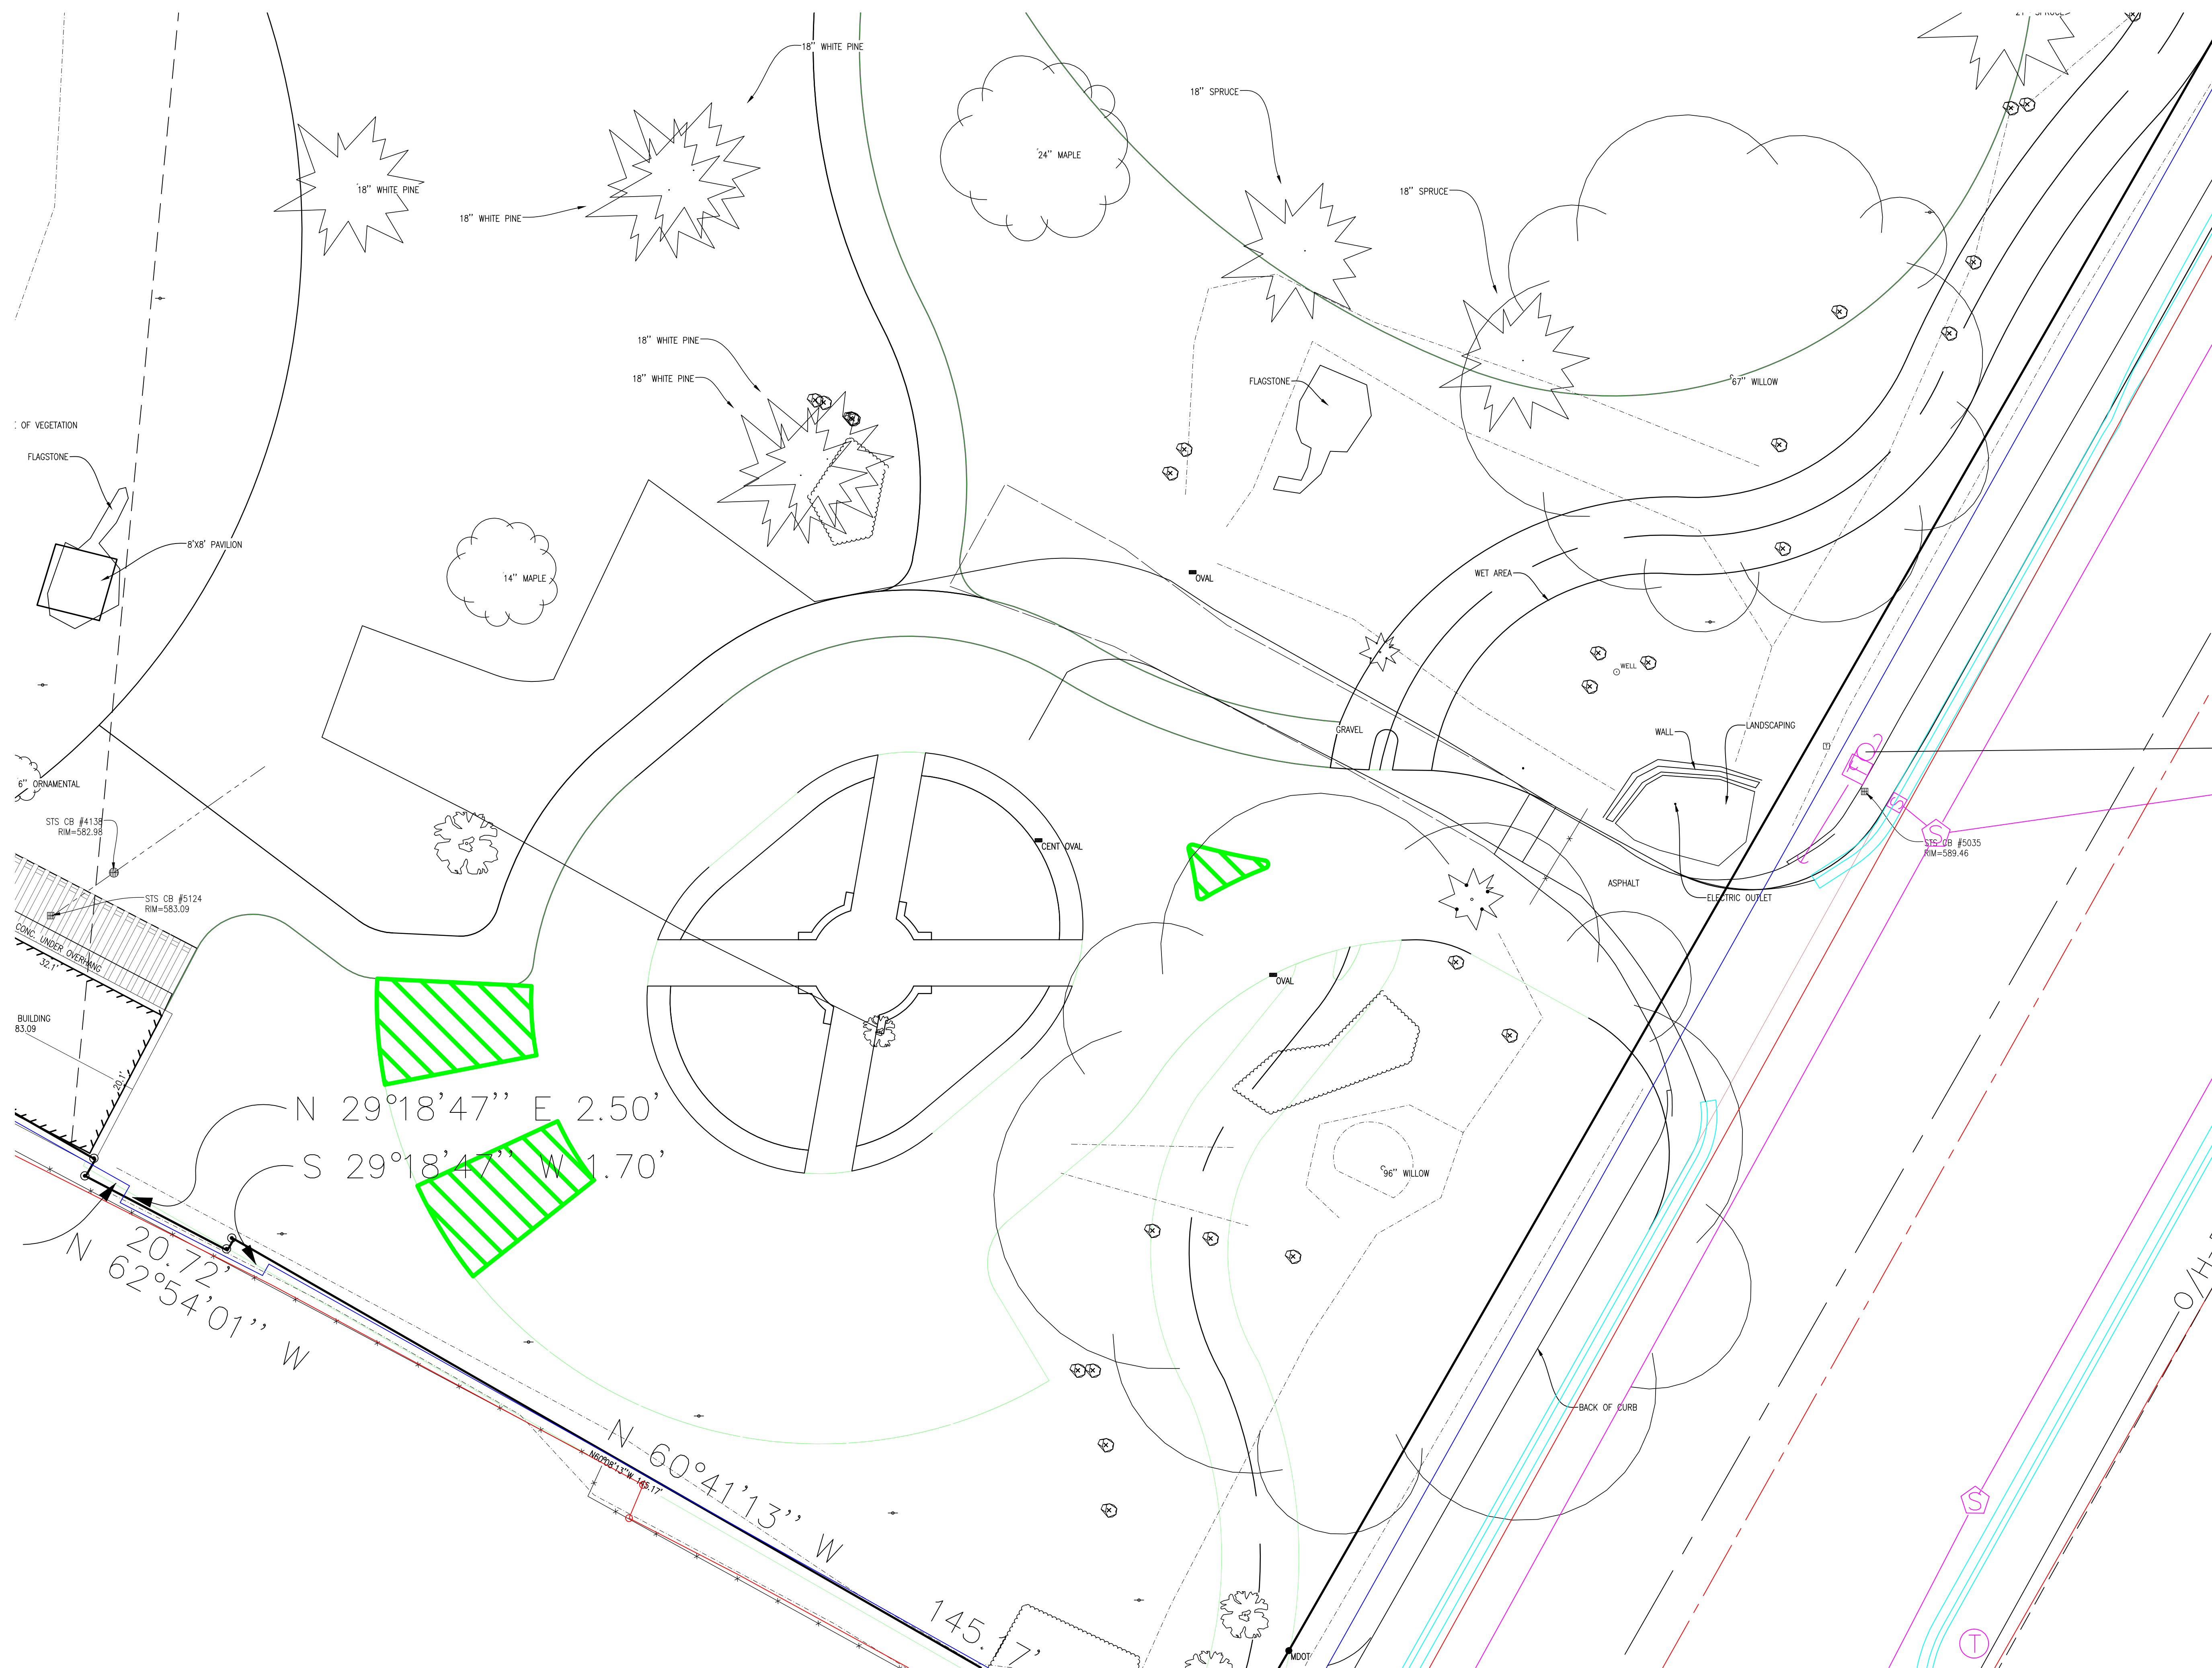 21" SPRUCE
18" WHITE PINE
18" SPRUCE
24" MAPLE
18" WHITE PINE
18" SPRUCE
18" WHITE PINE
18" WHITE PINE
18" WHITE PINE
FLAGSTONE
67" WILLOW
OF VEGETATION
FLAGSTONE
8'X8' PAVILION
14" MAPLE
OVAL
WET AREA
WELL
GRAVEL
WALL
LANDSCAPING
T
6" ORNAMENTAL
STS CB #4138
RIM=582.98
CENT OVAL
S
S
STS CB #5035
RIM=589.46
ASPHALT
ELECTRIC OUTLET
STS CB #5124
RIM=583.09
CONC. UNDER OVERHANG
32.1'
OVAL
BUILDING
83.09
20.1'
N 29°18'47'' E 2.50'
S 29°18'47'' W 1.70'
96" WILLOW
20.72'
N 62°54'01'' W
O/H
BACK OF CURB
N 60°41'13'' W
N60°08'13"W 145.17'
S
145.17'
T
MDOT